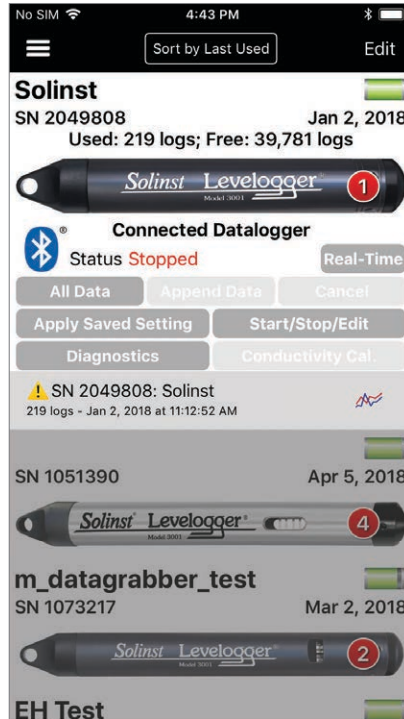 No SIM 4:43 PM
Sort by Last Used Edit
Solinst
SN 2049808 Jan 2, 2018
Used: 219 logs; Free: 39,781 logs
Solinst Levelogger® 1
Model 3001
Connected Datalogger
®
Status Stopped Real-Time
All Data Append Data Cancel
Apply Saved Setting Start/Stop/Edit
Diagnostics Conductivity Cal.
SN 2049808: Solinst
219 logs - Jan 2, 2018 at 11:12:52 AM
SN 1051390 Apr 5, 2018
Solinst® Levelogger® 4
Model 3001
m_datagrabber_test
SN 1073217 Mar 2, 2018
Solinst Levelogger® 2
Model 3001
EH Test